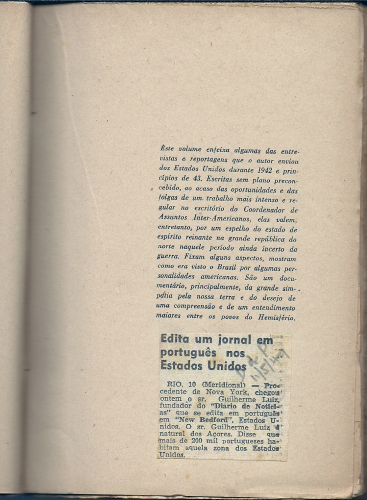 Êste volume enfeixa algumas das entre-
vistas e reportagens que o autor enviou
dos Estados Unidos durante 1942 e prin-
cípios de 43. Escritas sem plano precon-
cebido, ao acaso das oportunidades e das
folgas de um trabalho mais intenso e re-
gular no escritório do Coordenador de
Assuntos Inter-Americanos, elas valem,
entretanto, por um espelho do estado de
espírito reinante na grande república do
norte naquele período ainda incerto da
guerra. Fixam alguns aspectos, mostram
como era visto o Brasil por algumas per-
sonalidades americanas. São um docu-
mentário, principalmente, da grande sim-
patia pela nossa terra e do desejo de
uma compreensão e de um entendimento
maiores entre os povos do Hemisfério.
Edita um jornal em
português nos
Estados Unidos
RIO, 10 (Meridional) — Pro-
cedente de Nova York, chegou
ontem o sr. Guilherme Luiz,
fundador do "Diario de Notici-
as" que se edita em português
em "New Bedford", Estados U-
nidos. O sr. Guilherme Luiz é
natural dos Açores. Disse que
mais de 200 mil portugueses ha-
bitam aquela zona dos Estados
Unidos.